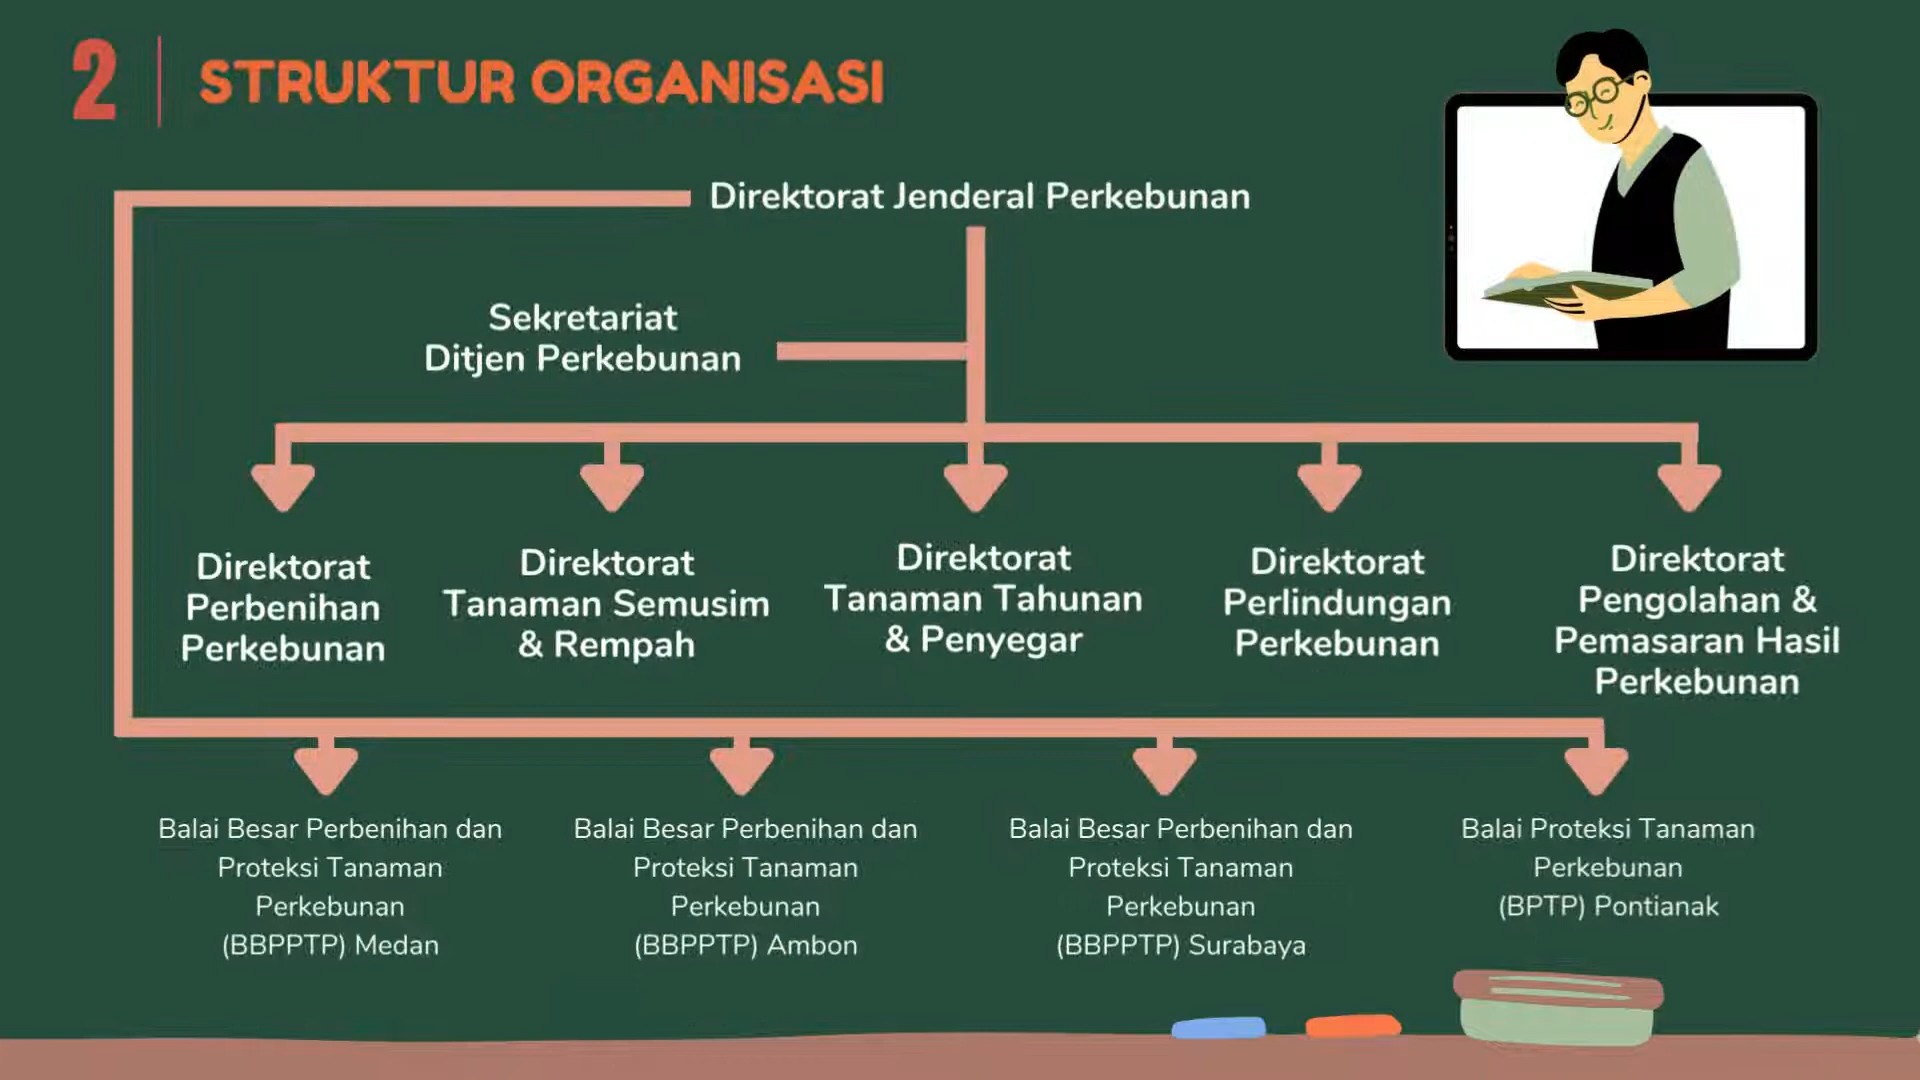 2
STRUKTUR ORGANISASI
Direktorat Jenderal Perkebunan
Sekretariat
Ditjen Perkebunan
Direktorat
Perbenihan
Perkebunan
Direktorat
Tanaman Semusim
& Rempah
Direktorat
Tanaman Tahunan
& Penyegar
Direktorat
Perlindungan
Perkebunan
Direktorat
Pengolahan &
Pemasaran Hasil
Perkebunan
Balai Besar Perbenihan dan
Proteksi Tanaman
Perkebunan
(BBPPTP) Medan
Balai Besar Perbenihan dan
Proteksi Tanaman
Perkebunan
(BBPPTP) Ambon
Balai Besar Perbenihan dan
Proteksi Tanaman
Perkebunan
(BBPPTP) Surabaya
Balai Proteksi Tanaman
Perkebunan
(BPTP) Pontianak